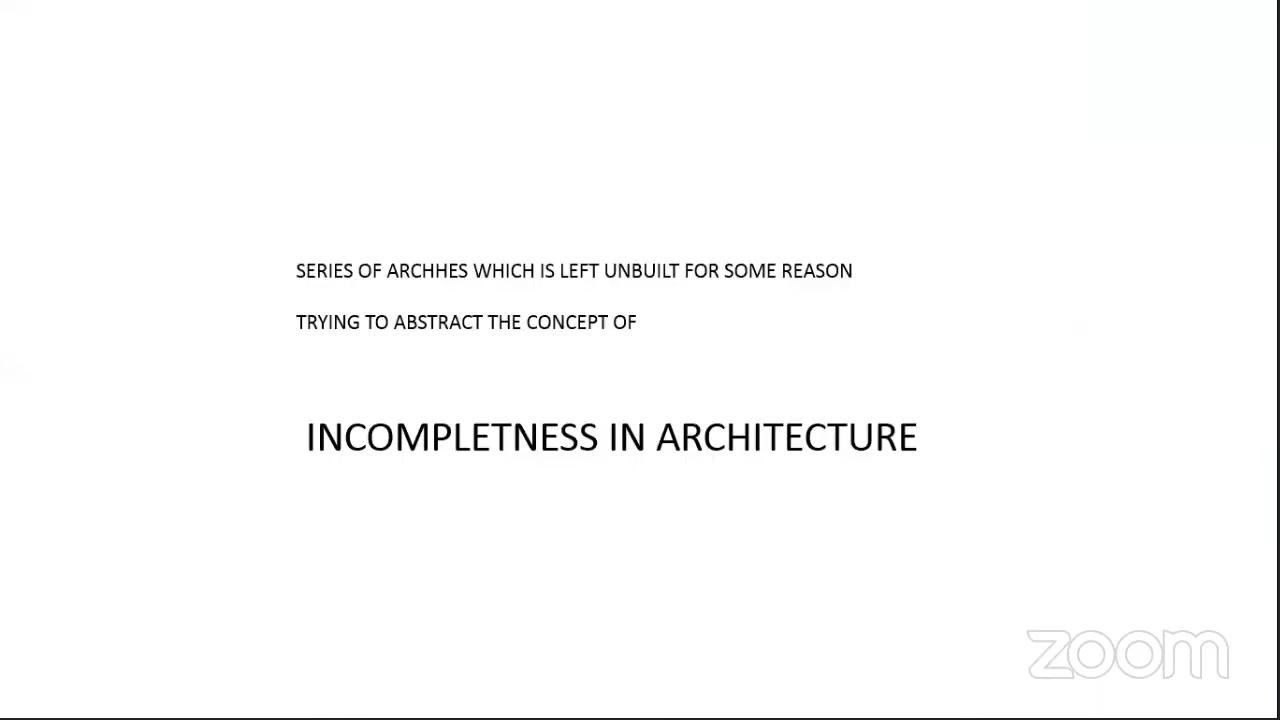 SERIES OF ARCHHES WHICH IS LEFT UNBUILT FOR SOME REASON
TRYING TO ABSTRACT THE CONCEPT OF
INCOMPLETNESS IN ARCHITECTURE
zoom